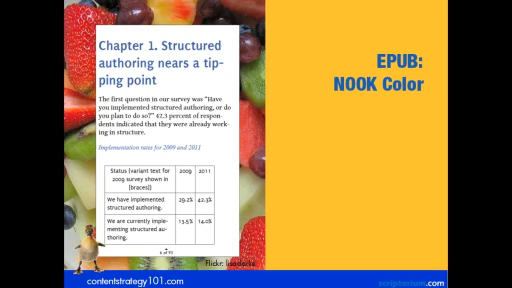 Chapter 1. Structured
authoring nears a tip-
ping point
The first question in our survey was "Have
you implemented structured authoring, or do
you plan to do so?" 42.3 percent of respon-
dents indicated that they were already work-
ing in structure.
Implementation rates for 2009 and 2011
Status (variant text for
2009 survey shown in
[braces])
2009
2011
We have implemented
structured authoring.
29.2%
42.3%
We are currently imple-
menting structured au-
thoring.
13.5%
14.0%
EPUB:
NOOK Color
Flickr:
contentstrategy101.com
scriptorium.com